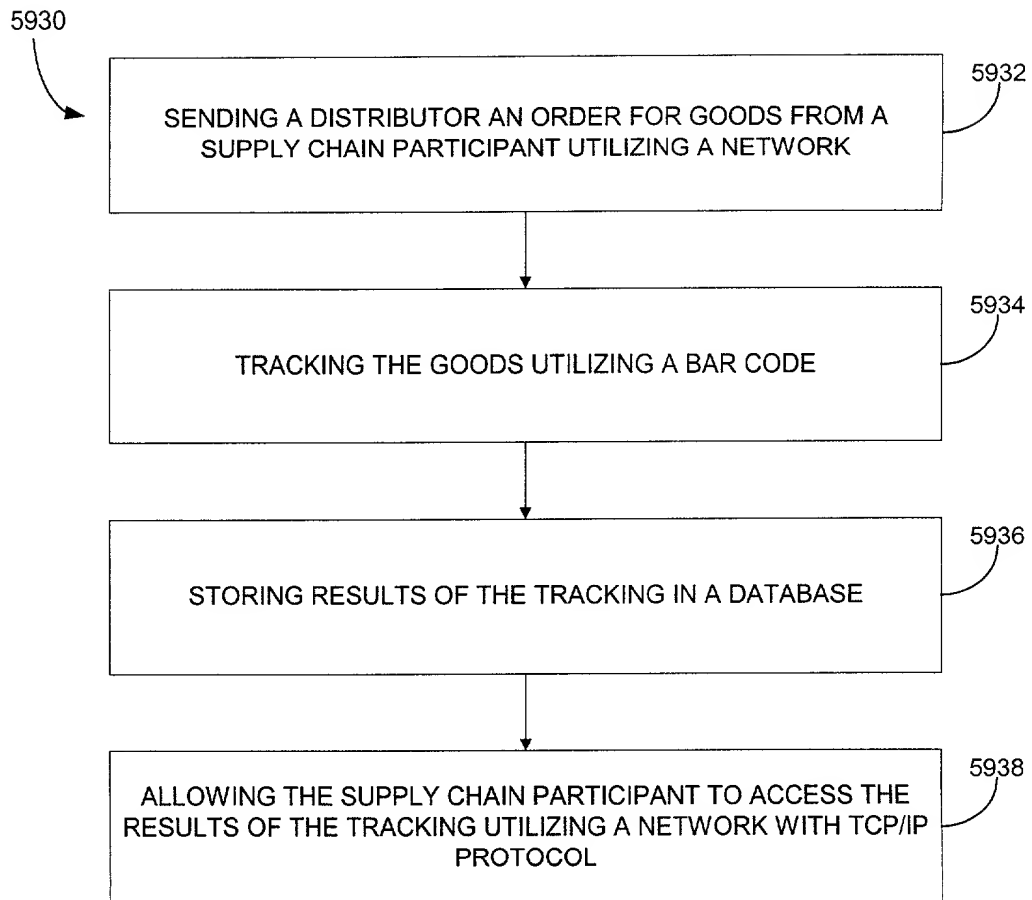 5930
5932
SENDING A DISTRIBUTOR AN ORDER FOR GOODS FROM A
SUPPLY CHAIN PARTICIPANT UTILIZING A NETWORK
5934
TRACKING THE GOODS UTILIZING A BAR CODE
5936
STORING RESULTS OF THE TRACKING IN A DATABASE
5938
ALLOWING THE SUPPLY CHAIN PARTICIPANT TO ACCESS THE
RESULTS OF THE TRACKING UTILIZING A NETWORK WITH TCP/IP
PROTOCOL